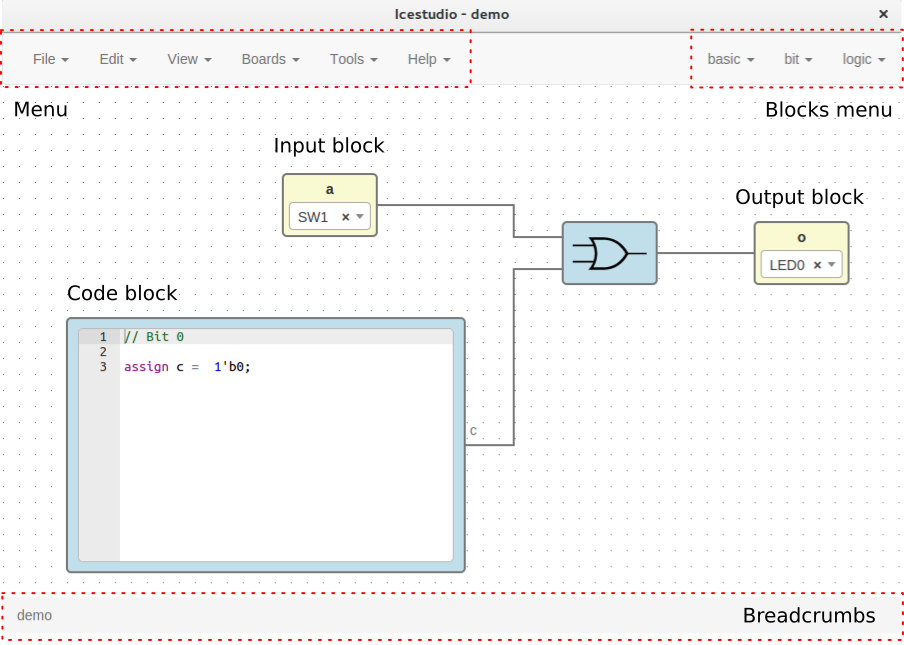 Icestudio - demo ×
File Edit View Boards Tools Help basic bit logic
Menu
Blocks menu
Input block
a
SW1 ×
Output block
o
LED0 ×
Code block
1 // Bit 0
2
3 assign c = 1'b0;
c
demo
Breadcrumbs